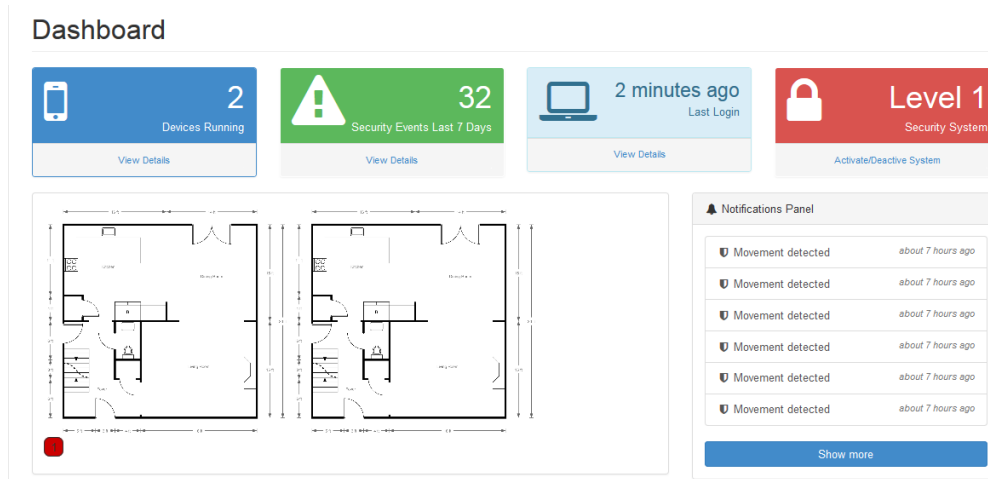 Dashboard
2
Devices Running
View Details
32
Security Events Last 7 Days
View Details
2 minutes ago
Last Login
View Details
Level 1
Security System
Activate/Deactive System
Notifications Panel
Movement detected about 7 hours ago
Movement detected about 7 hours ago
Movement detected about 7 hours ago
Movement detected about 7 hours ago
Movement detected about 7 hours ago
Movement detected about 7 hours ago
Show more